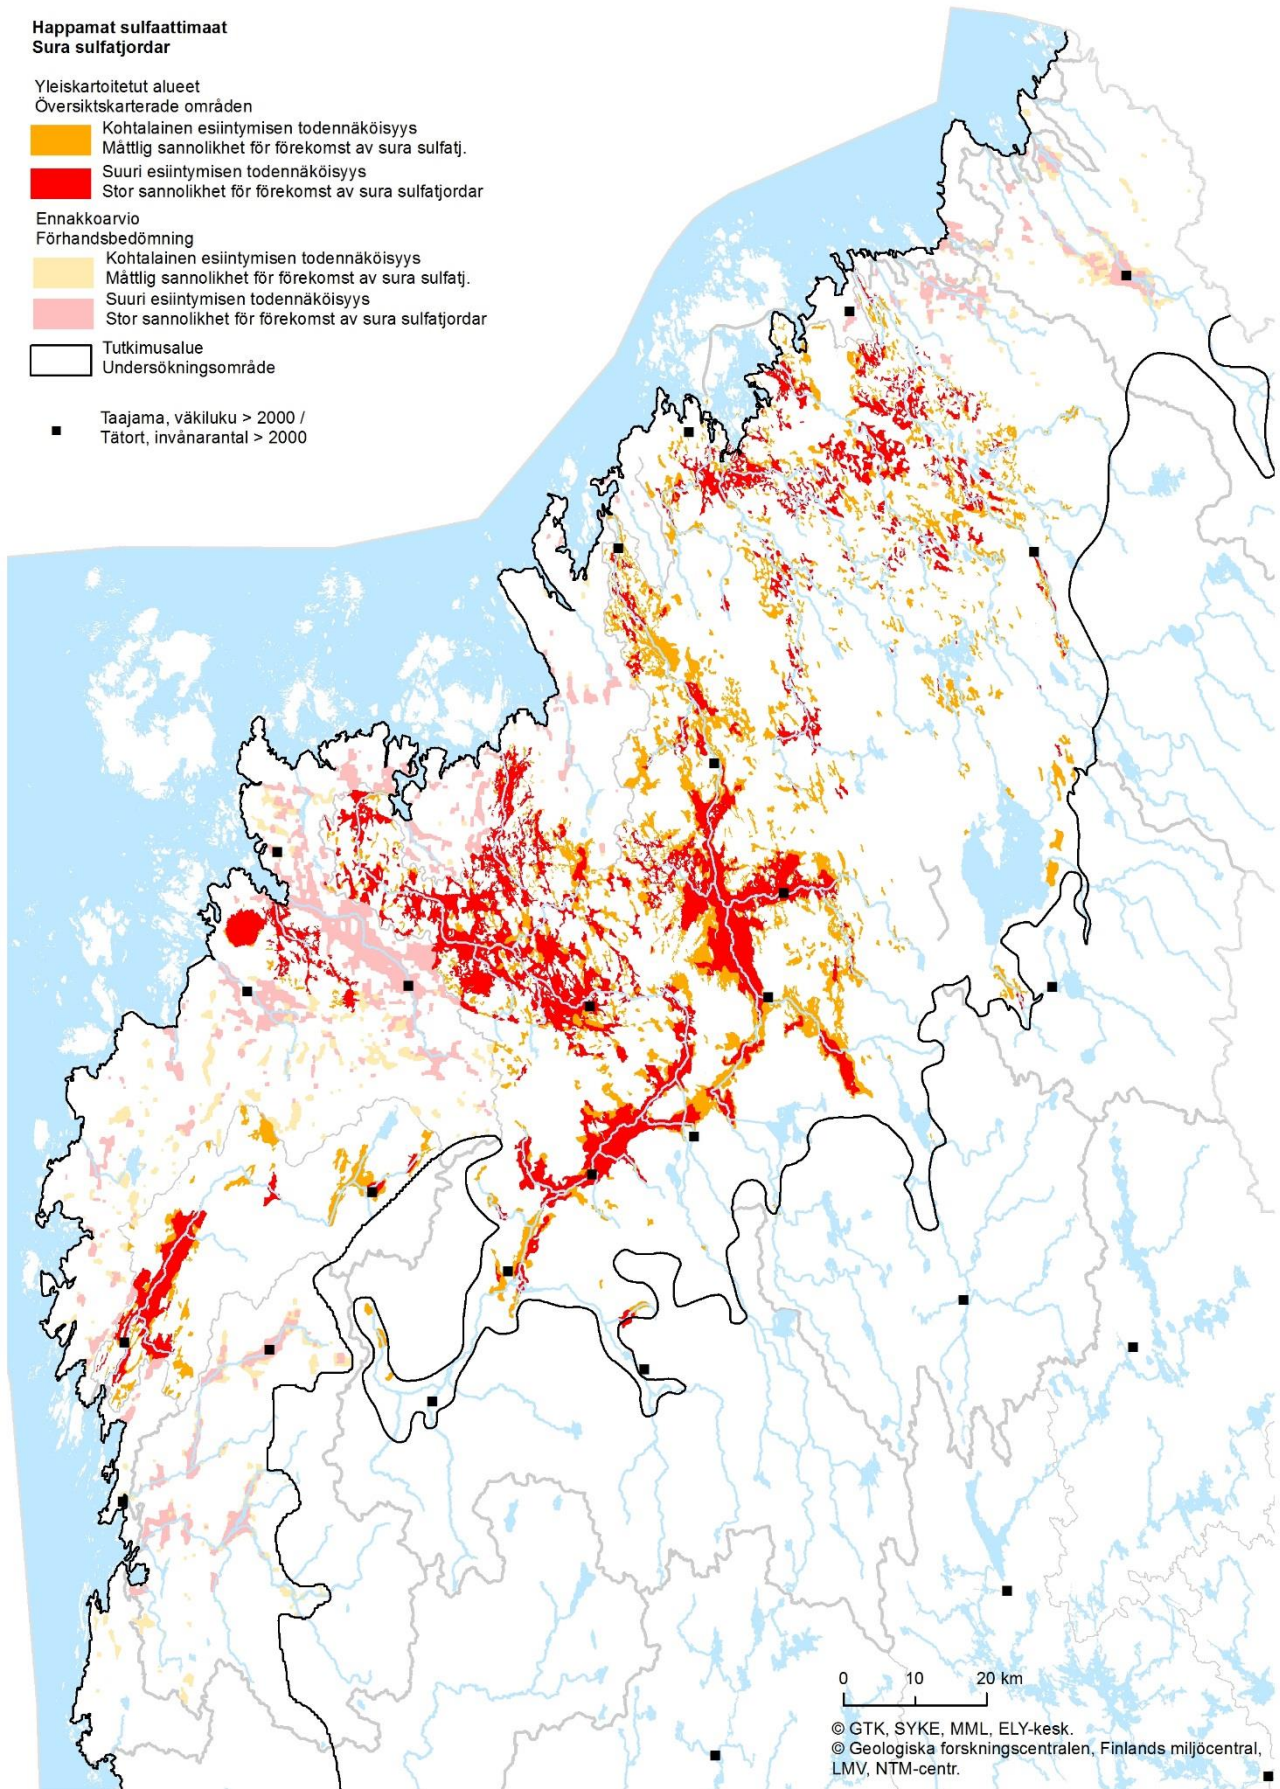 Happamat sulfaattimaat
Sura sulfatjordar
Yleiskartoitetut alueet
Översiktskarterade områden
Kohtalainen esiintymisen todennäköisyys
Måttlig sannolikhet för förekomst av sura sulfatj.
Suuri esiintymisen todennäköisyys
Stor sannolikhet för förekomst av sura sulfatjordar
Ennakkoarvio
Förhandsbedömning
Kohtalainen esiintymisen todennäköisyys
Måttlig sannolikhet för förekomst av sura sulfatj.
Suuri esiintymisen todennäköisyys
Stor sannolikhet för förekomst av sura sulfatjordar
Tutkimusalue
Undersökningsområde
Taajama, väkiluku > 2000 /
Tätort, invånarantal > 2000
0 10 20 km
© GTK, SYKE, MML, ELY-kesk.
© Geologiska forskningscentralen, Finlands miljöcentral,
LMV, NTM-centr.